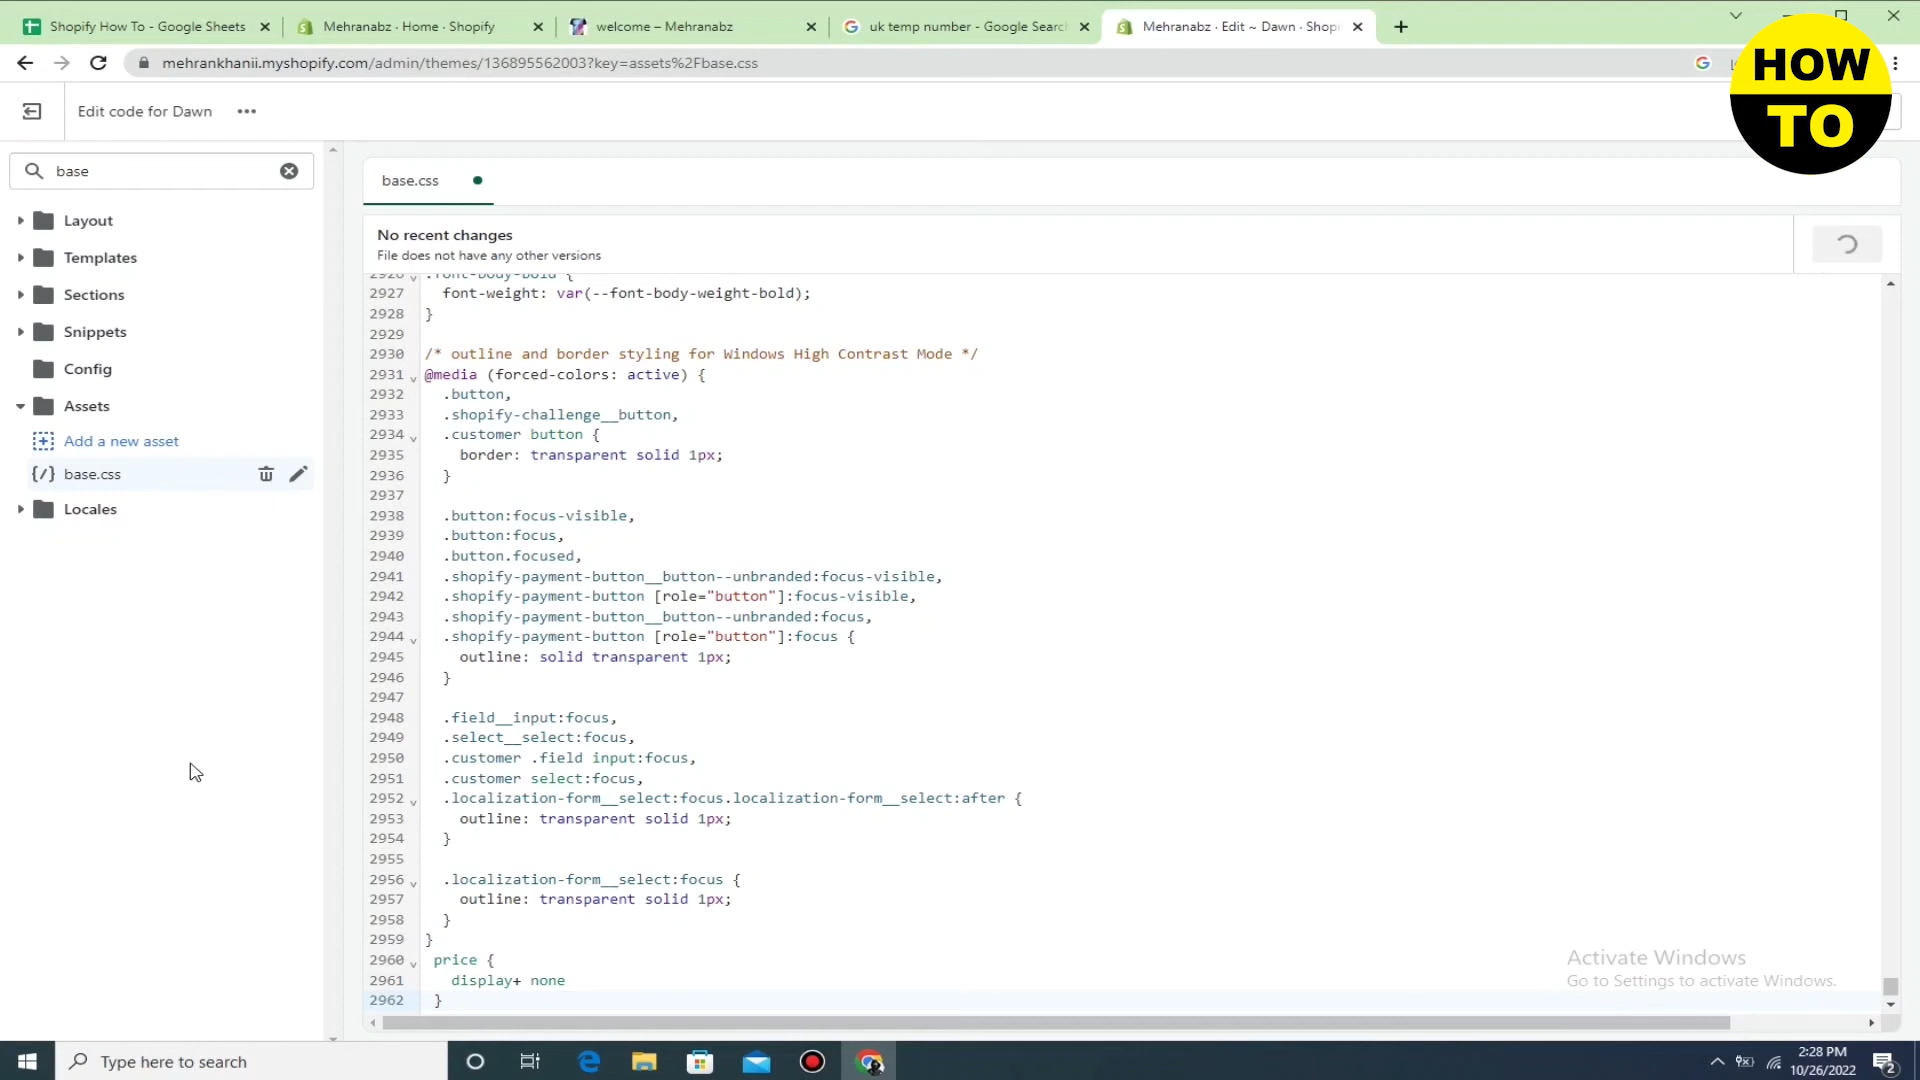 Shopify How To - Google Sheets
Mehranabz · Home · Shopify
welcome – Mehranabz
uk temp number - Google Search
Mehranabz · Edit ~ Dawn · Shop
mehrankhanii.myshopify.com/admin/themes/136895562003?key=assets%2Fbase.css
HOW
TO
Edit code for Dawn
base
Layout
Templates
Sections
Snippets
Config
Assets
Add a new asset
{/} base.css
Locales
base.css
No recent changes
File does not have any other versions
2926 .font-body-bold {
2927 font-weight: var(--font-body-weight-bold);
2928 }
2929
2930 /* outline and border styling for Windows High Contrast Mode */
2931 @media (forced-colors: active) {
2932 .button,
2933 .shopify-challenge__button,
2934 .customer button {
2935 border: transparent solid 1px;
2936 }
2937
2938 .button:focus-visible,
2939 .button:focus,
2940 .button.focused,
2941 .shopify-payment-button__button--unbranded:focus-visible,
2942 .shopify-payment-button [role="button"]:focus-visible,
2943 .shopify-payment-button__button--unbranded:focus,
2944 .shopify-payment-button [role="button"]:focus {
2945 outline: solid transparent 1px;
2946 }
2947
2948 .field__input:focus,
2949 .select__select:focus,
2950 .customer .field input:focus,
2951 .customer select:focus,
2952 .localization-form__select:focus.localization-form__select:after {
2953 outline: transparent solid 1px;
2954 }
2955
2956 .localization-form__select:focus {
2957 outline: transparent solid 1px;
2958 }
2959 }
2960 price {
2961 display+ none
2962 }
Activate Windows
Go to Settings to activate Windows.
Type here to search
2:28 PM
10/26/2022
2